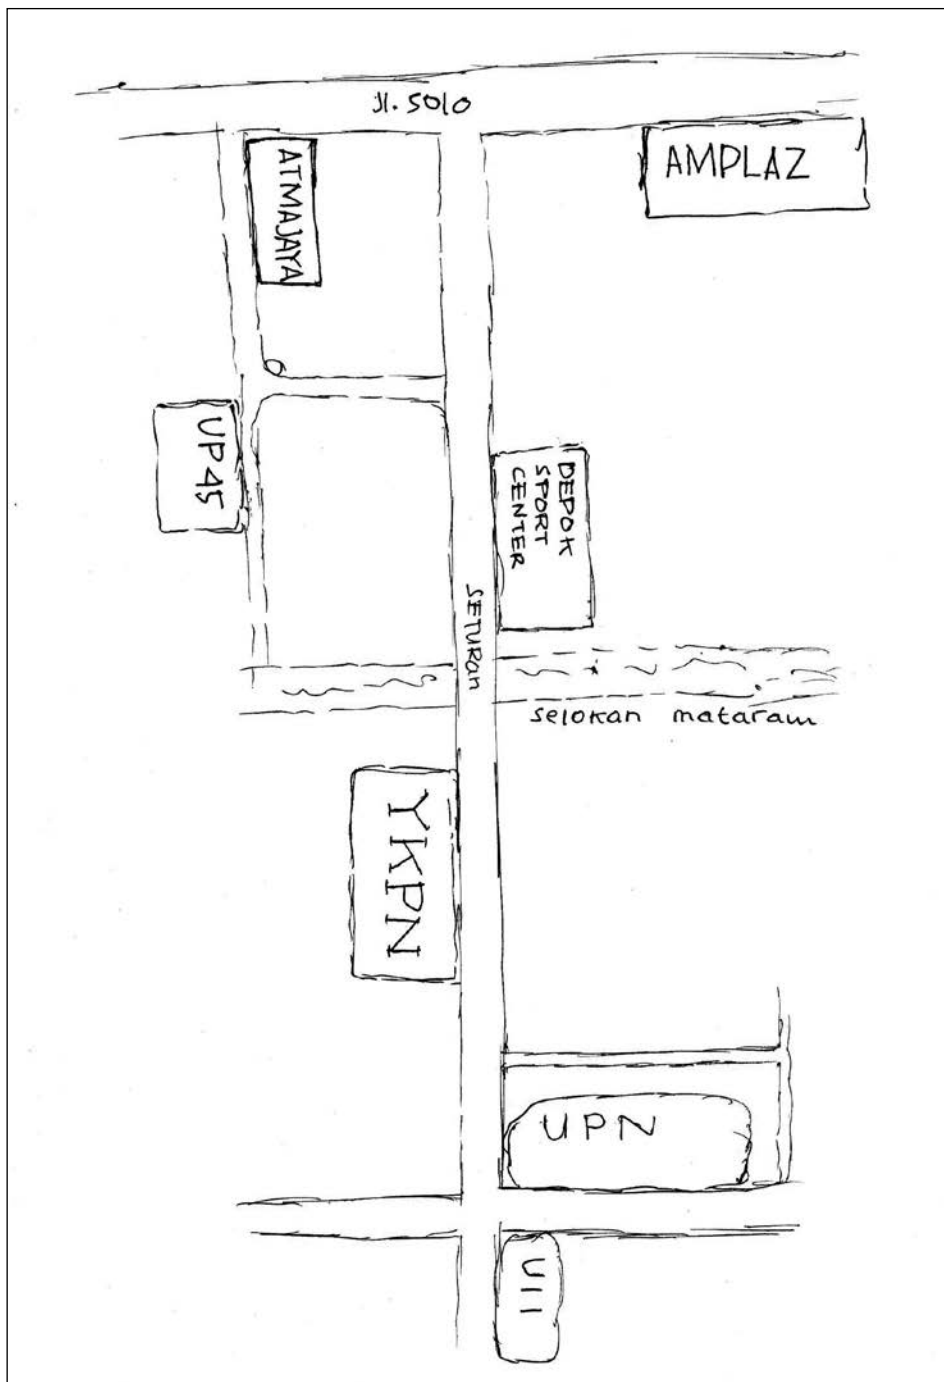 Jl. Solo
AMPLAZ
ATMAJAYA
UP45
DEPOK
SPORT
CENTER
SETURan
selokan mataram
YKPN
UPN
UII